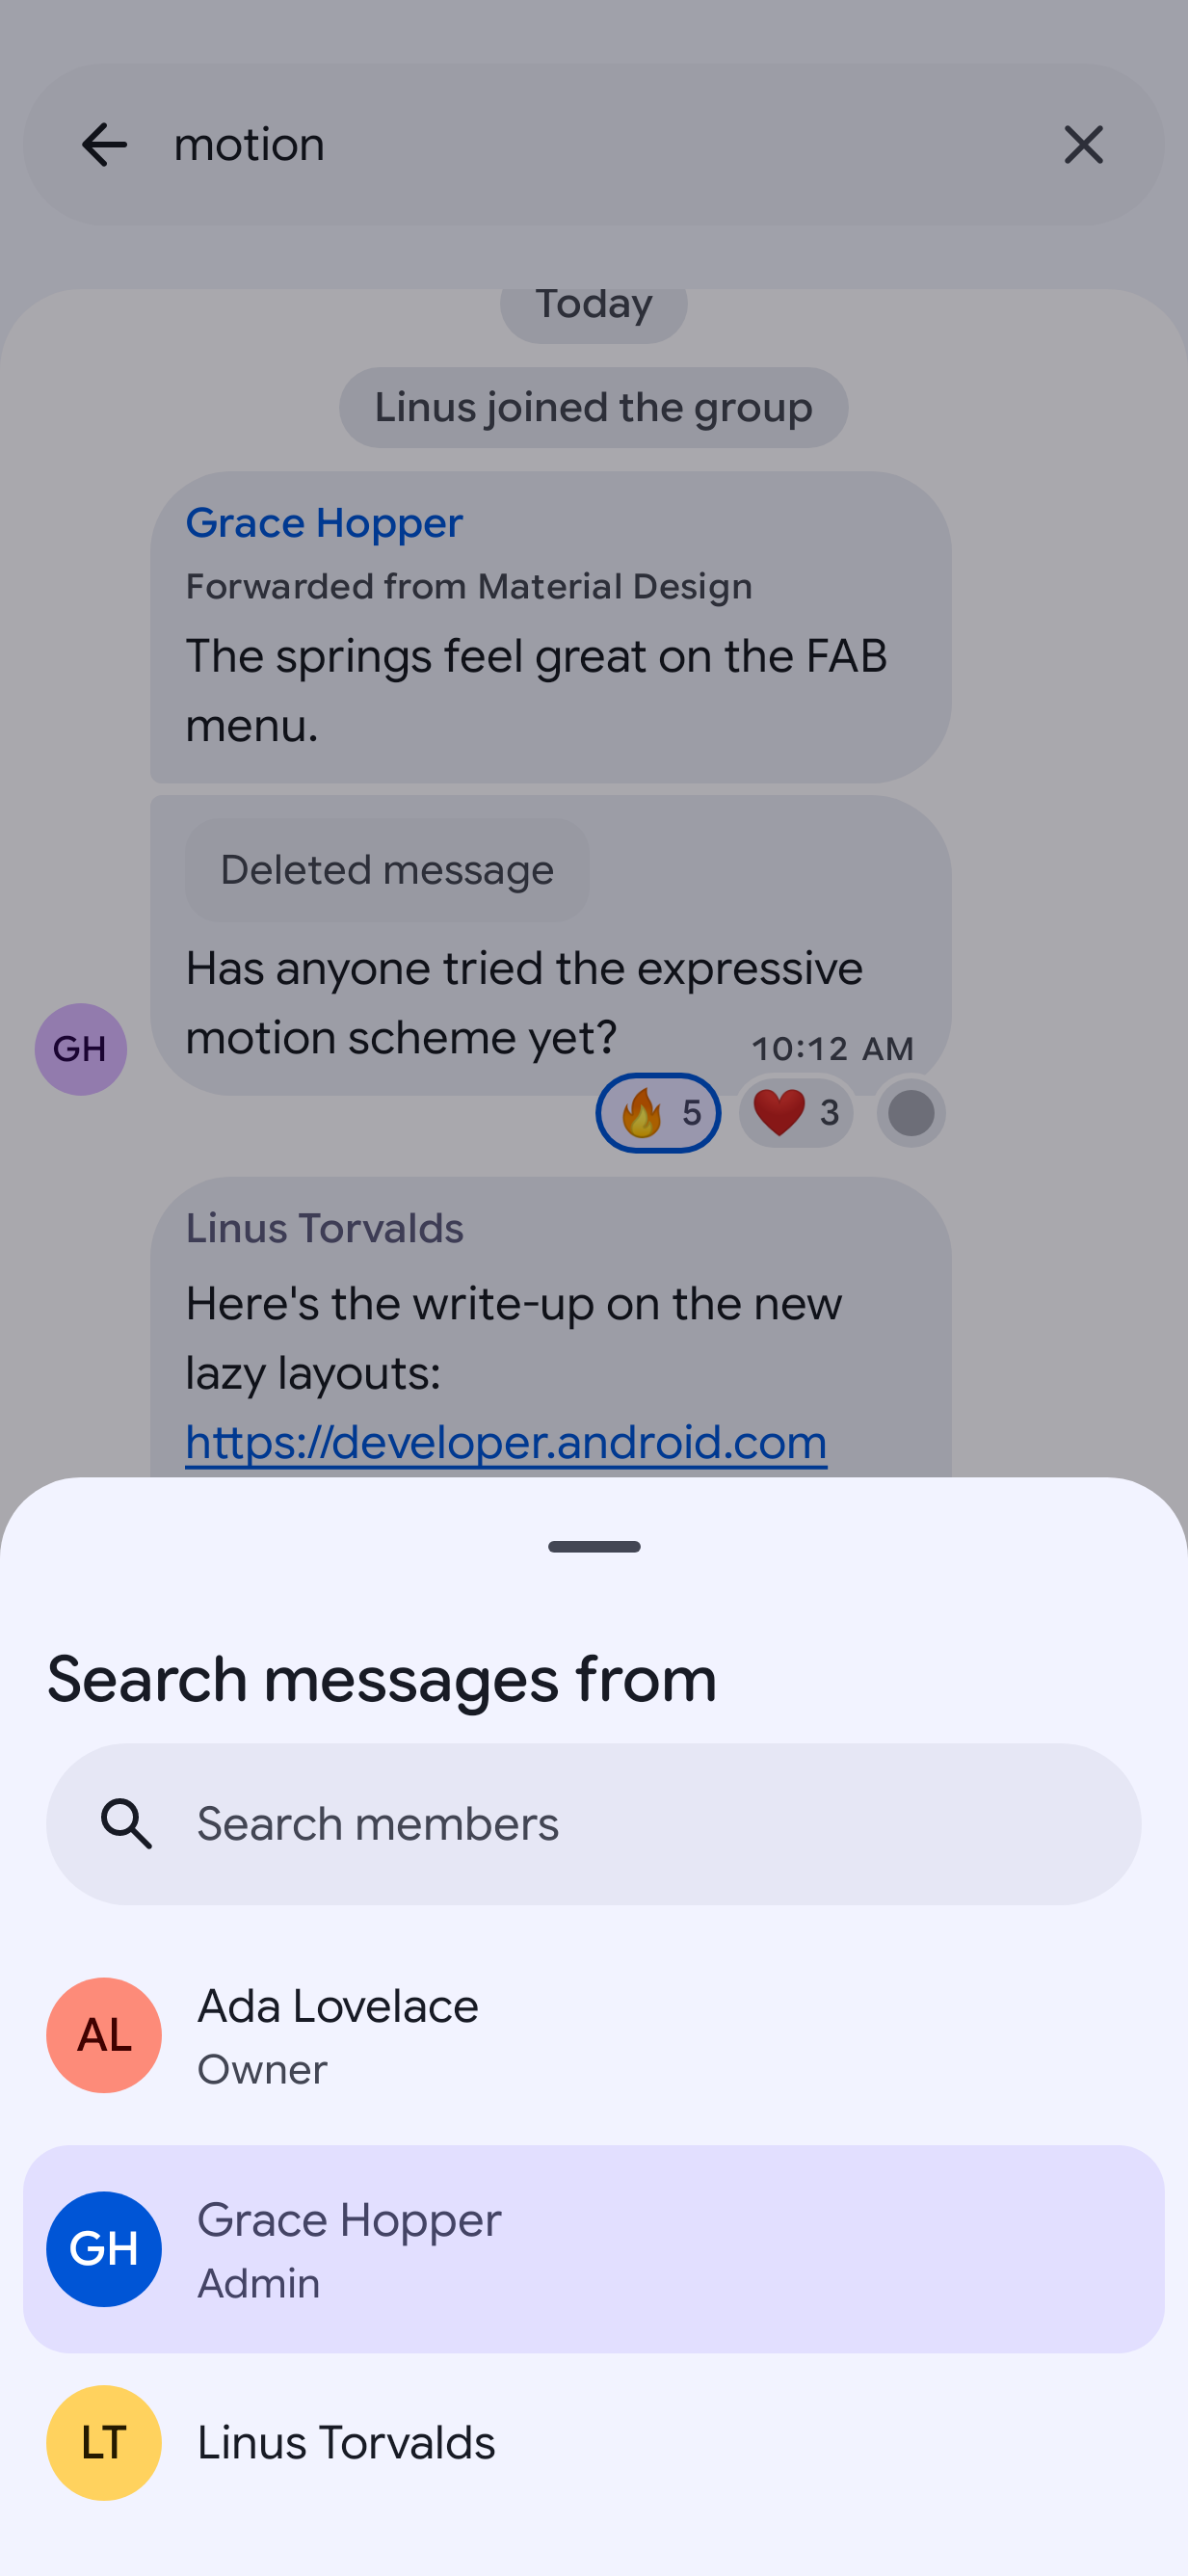 motion
Today
Linus joined the group
Grace Hopper
Forwarded from Material Design
The springs feel great on the FAB
menu.
Deleted message
Has anyone tried the expressive
motion scheme yet?
10:12 AM
GH
🔥 5
❤️ 3
Linus Torvalds
Here's the write-up on the new
lazy layouts:
https://developer.android.com
Search messages from
Search members
AL
Ada Lovelace
Owner
GH
Grace Hopper
Admin
LT
Linus Torvalds